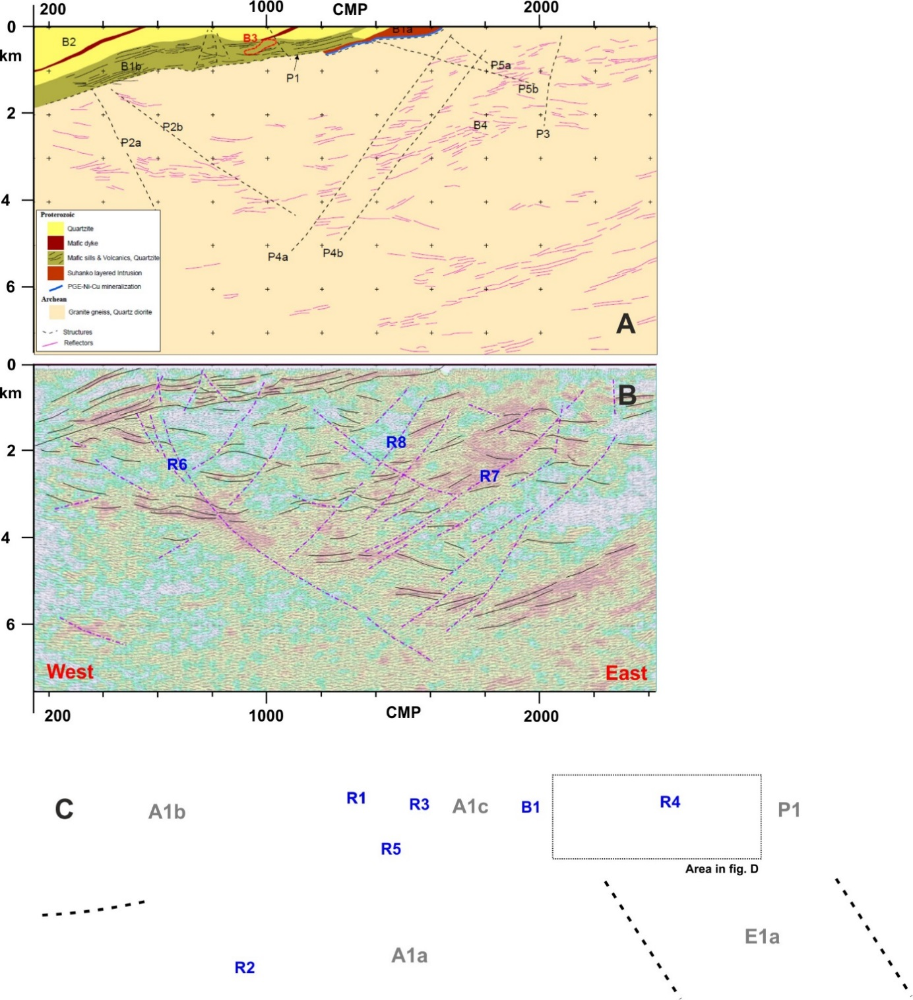 200 1000 CMP 2000
0
km
2
4
6
B2
B3
B1a
B1b
P1
P5a
P5b
P2b
P2a
B4
P3
P4a
P4b
Proterozoic
Quartzite
Mafic dyke
Mafic sills & Volcanics, Quartzite
Suhanko layered Intrusion
PGE-Ni-Cu mineralization
Archean
Granite gneiss, Quartz diorite
Structures
Reflectors
A
0
km
2
4
6
B
R8
R6
R7
West
East
200 1000 CMP 2000
C
A1b
R1
R3
A1c
B1
R4
P1
R5
Area in fig. D
E1a
A1a
R2